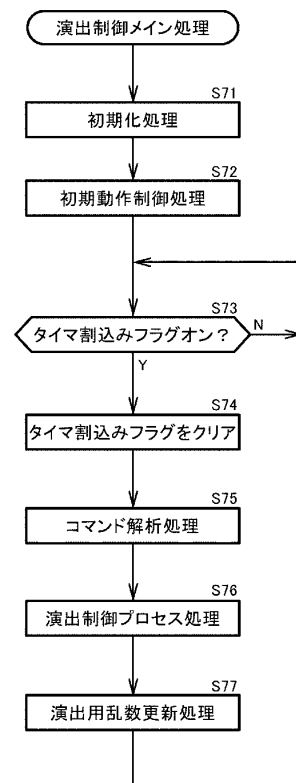 演出制御メイン処理
S71
初期化処理
S72
初期動作制御処理
S73
タイマ割込みフラグオン？
N
Y
S74
タイマ割込みフラグをクリア
S75
コマンド解析処理
S76
演出制御プロセス処理
S77
演出用乱数更新処理